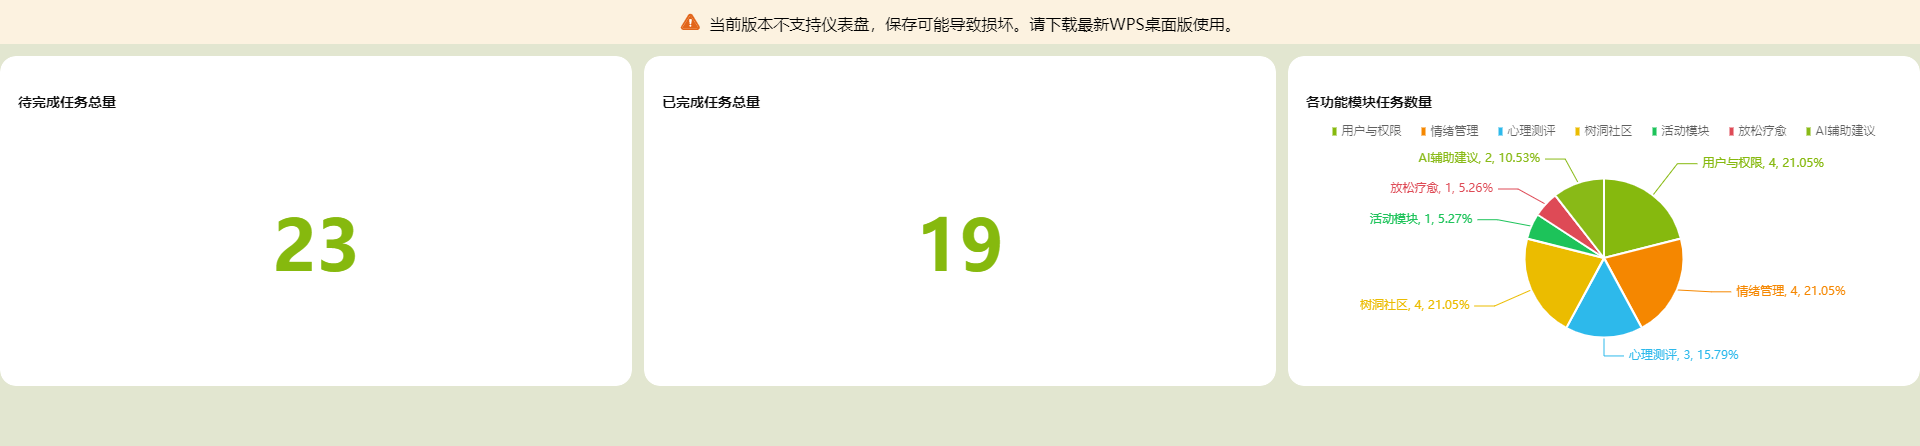 当前版本不支持仪表盘，保存可能导致损坏。请下载最新WPS桌面版使用。
待完成任务总量
23
已完成任务总量
19
各功能模块任务数量
用户与权限 情绪管理 心理测评 树洞社区 活动模块 放松疗愈 AI辅助建议
AI辅助建议, 2, 10.53%
用户与权限, 4, 21.05%
放松疗愈, 1, 5.26%
活动模块, 1, 5.27%
情绪管理, 4, 21.05%
树洞社区, 4, 21.05%
心理测评, 3, 15.79%